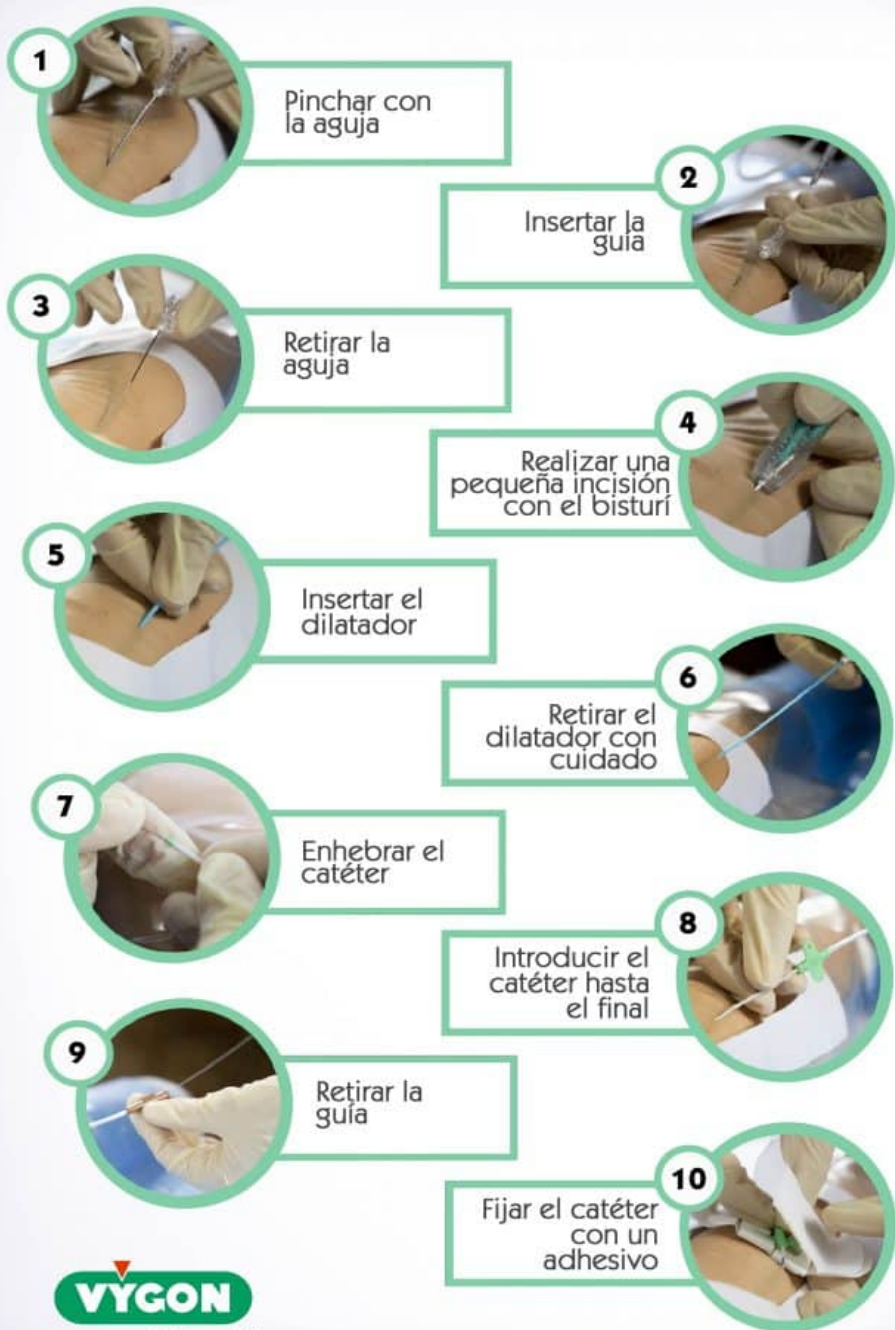 1
Pinchar con
la aguja
2
Insertar la
guía
3
Retirar la
aguja
4
Realizar una
pequeña incisión
con el bisturí
5
Insertar el
dilatador
6
Retirar el
dilatador con
cuidado
7
Enhebrar el
catéter
8
Introducir el
catéter hasta
el final
9
Retirar la
guía
10
Fijar el catéter
con un
adhesivo
VYGON